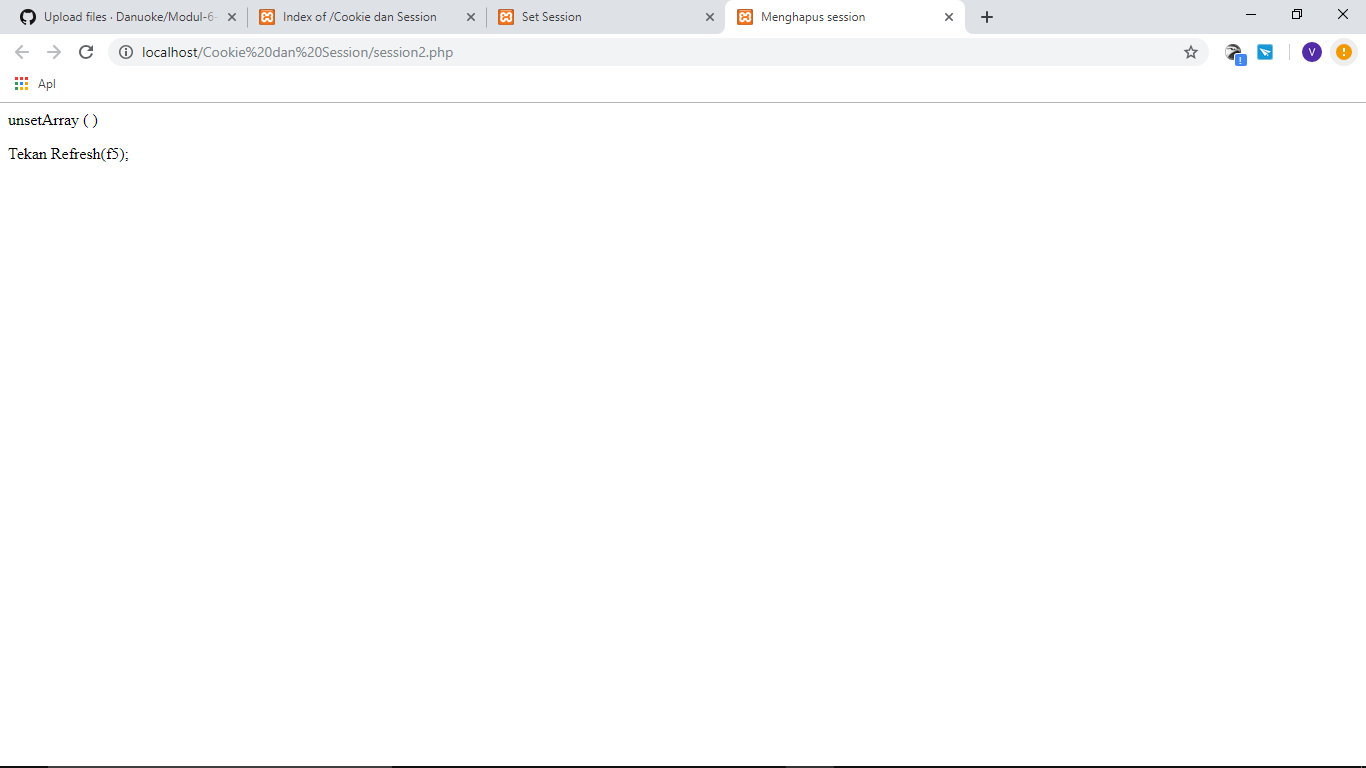 Upload files · Danuoke/Modul-6-
Index of /Cookie dan Session
Set Session
Menghapus session
localhost/Cookie%20dan%20Session/session2.php
V
Apl
unsetArray ( )
Tekan Refresh(f5);